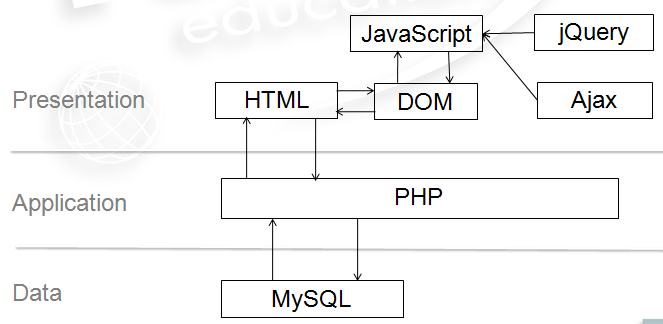 JavaScript
jQuery
Presentation
HTML
DOM
Ajax
Application
PHP
Data
MySQL